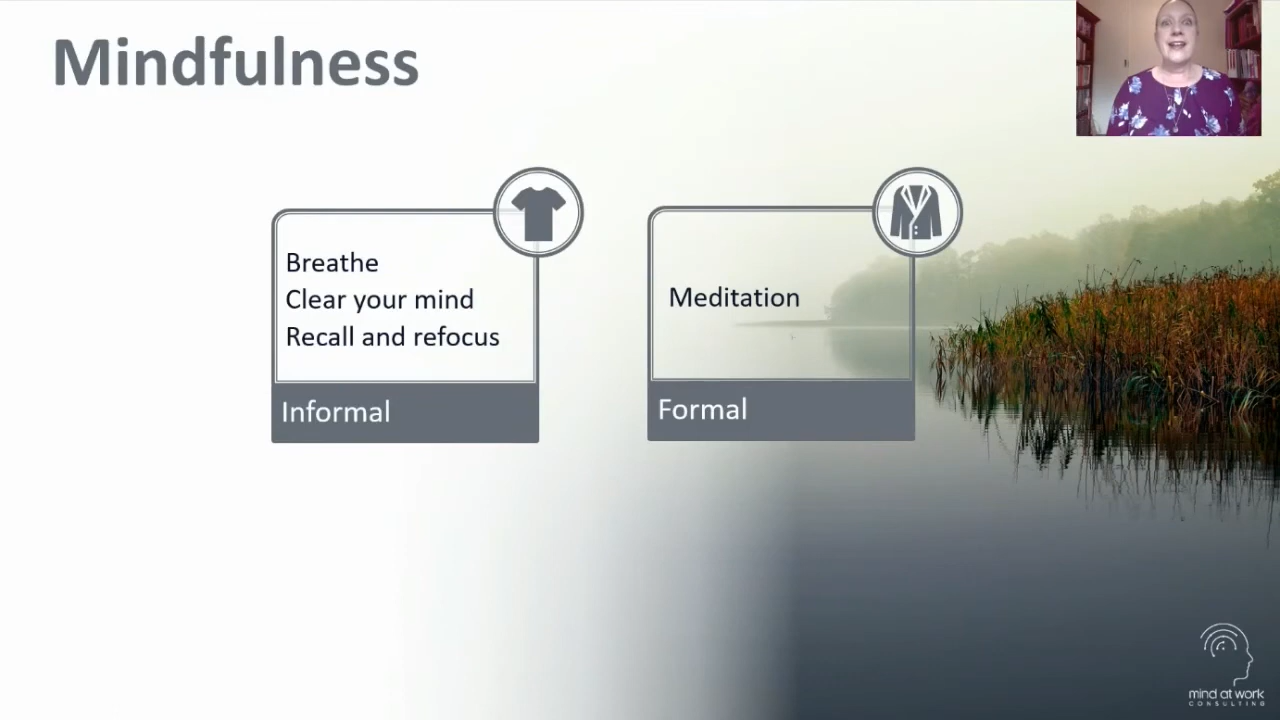 Mindfulness
Breathe
Clear your mind
Recall and refocus
Informal
Meditation
Formal
mind at work
CONSULTING